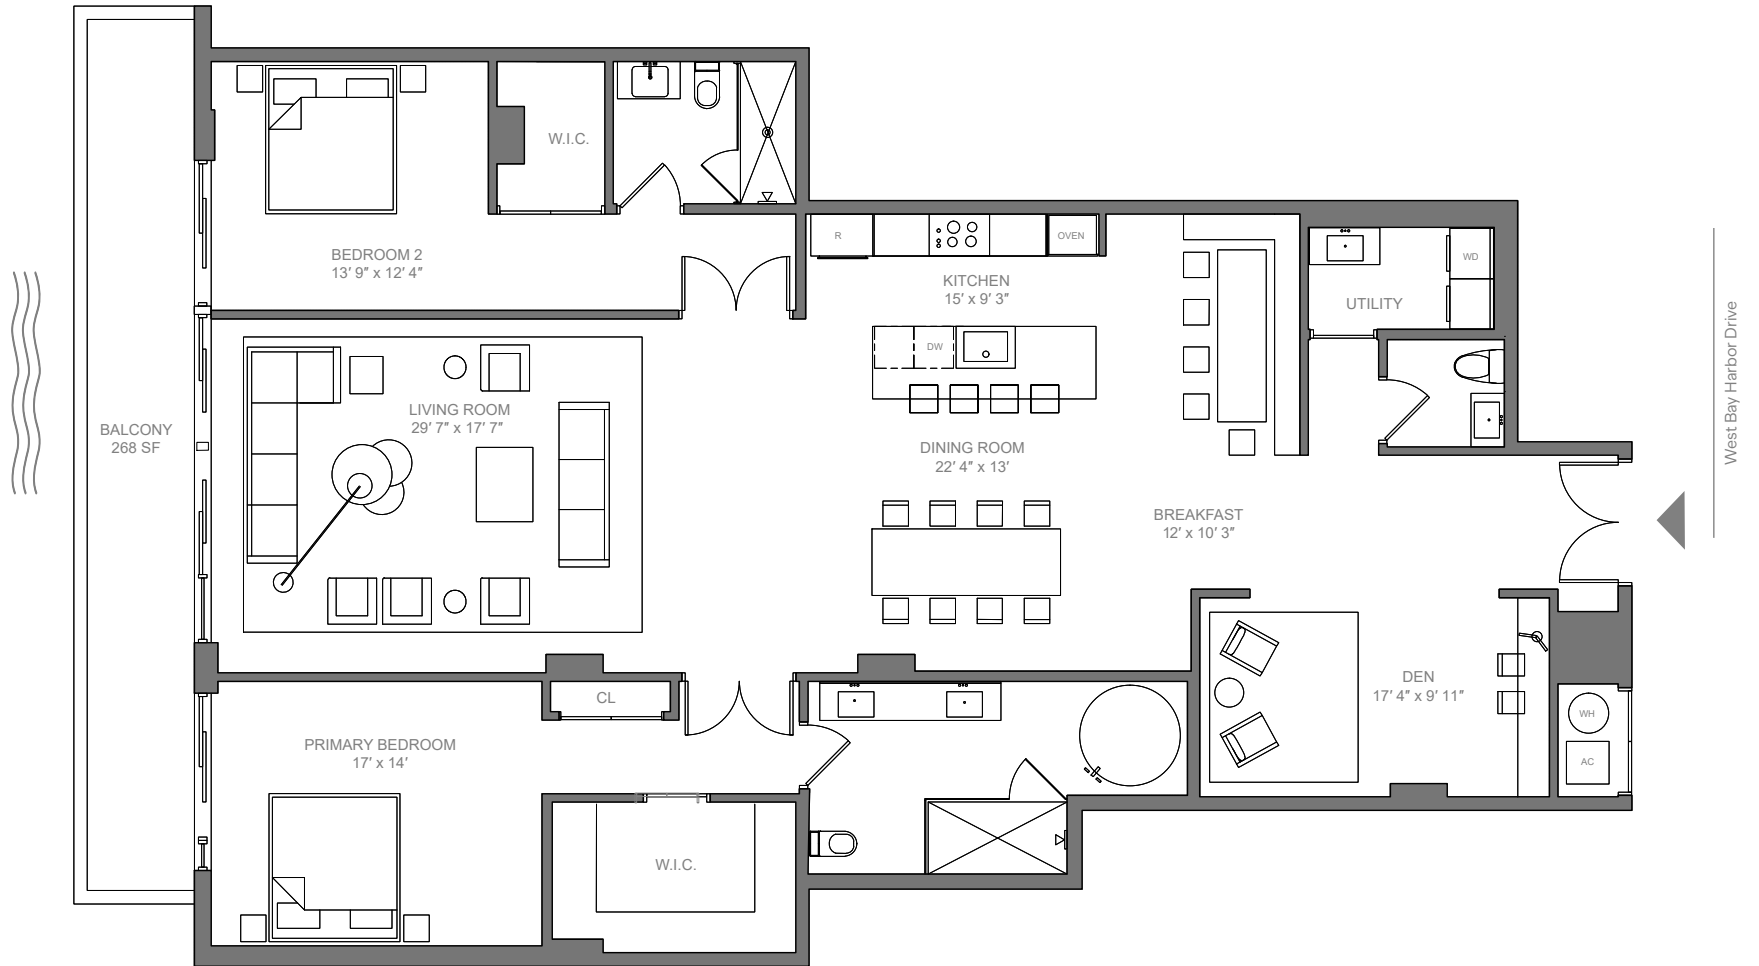 W.I.C.
BEDROOM 2
13′ 9″ x 12′ 4″
R
OVEN
WD
KITCHEN
15′ x 9′ 3″
UTILITY
DW
LIVING ROOM
29′ 7″ x 17′ 7″
BALCONY
268 SF
DINING ROOM
22′ 4″ x 13′
West Bay Harbor Drive
BREAKFAST
12′ x 10′ 3″
DEN
17′ 4″ x 9′ 11″
CL
WH
PRIMARY BEDROOM
17′ x 14′
AC
W.I.C.